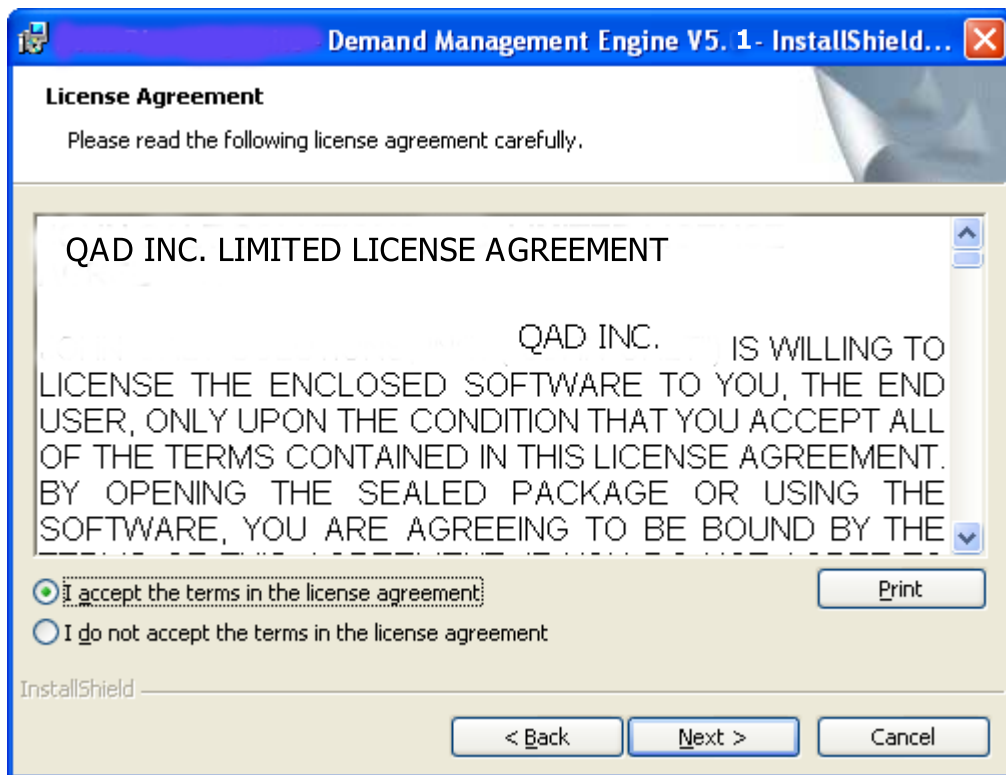 Demand Management Engine V5. 1- InstallShield...
License Agreement
Please read the following license agreement carefully.
QAD INC. LIMITED LICENSE AGREEMENT
QAD INC. IS WILLING TO
LICENSE THE ENCLOSED SOFTWARE TO YOU, THE END
USER, ONLY UPON THE CONDITION THAT YOU ACCEPT ALL
OF THE TERMS CONTAINED IN THIS LICENSE AGREEMENT.
BY OPENING THE SEALED PACKAGE OR USING THE
SOFTWARE, YOU ARE AGREEING TO BE BOUND BY THE
I accept the terms in the license agreement
Print
I do not accept the terms in the license agreement
InstallShield
< Back
Next >
Cancel